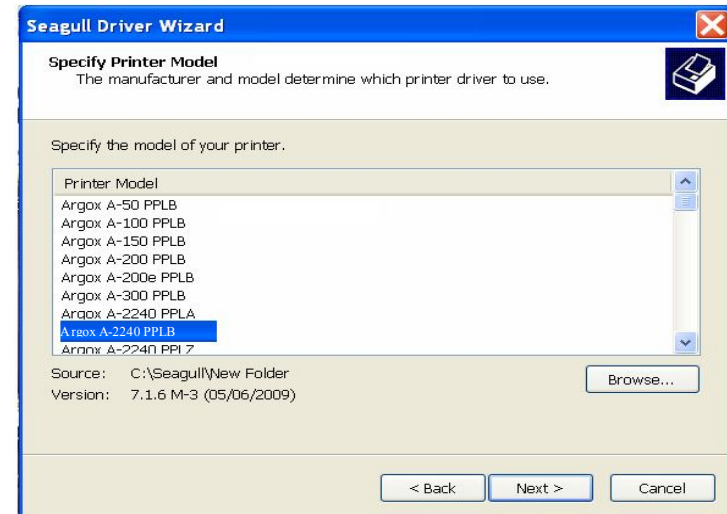 Seagull Driver Wizard
Specify Printer Model
The manufacturer and model determine which printer driver to use.
Specify the model of your printer.
Printer Model
Argox A-50 PPLB
Argox A-100 PPLB
Argox A-150 PPLB
Argox A-200 PPLB
Argox A-200e PPLB
Argox A-300 PPLB
Argox A-2240 PPLA
Argox A-2240 PPLB
Argox A-2240 PPLZ
Source: C:\Seagull\New Folder
Browse...
Version: 7.1.6 M-3 (05/06/2009)
< Back Next > Cancel